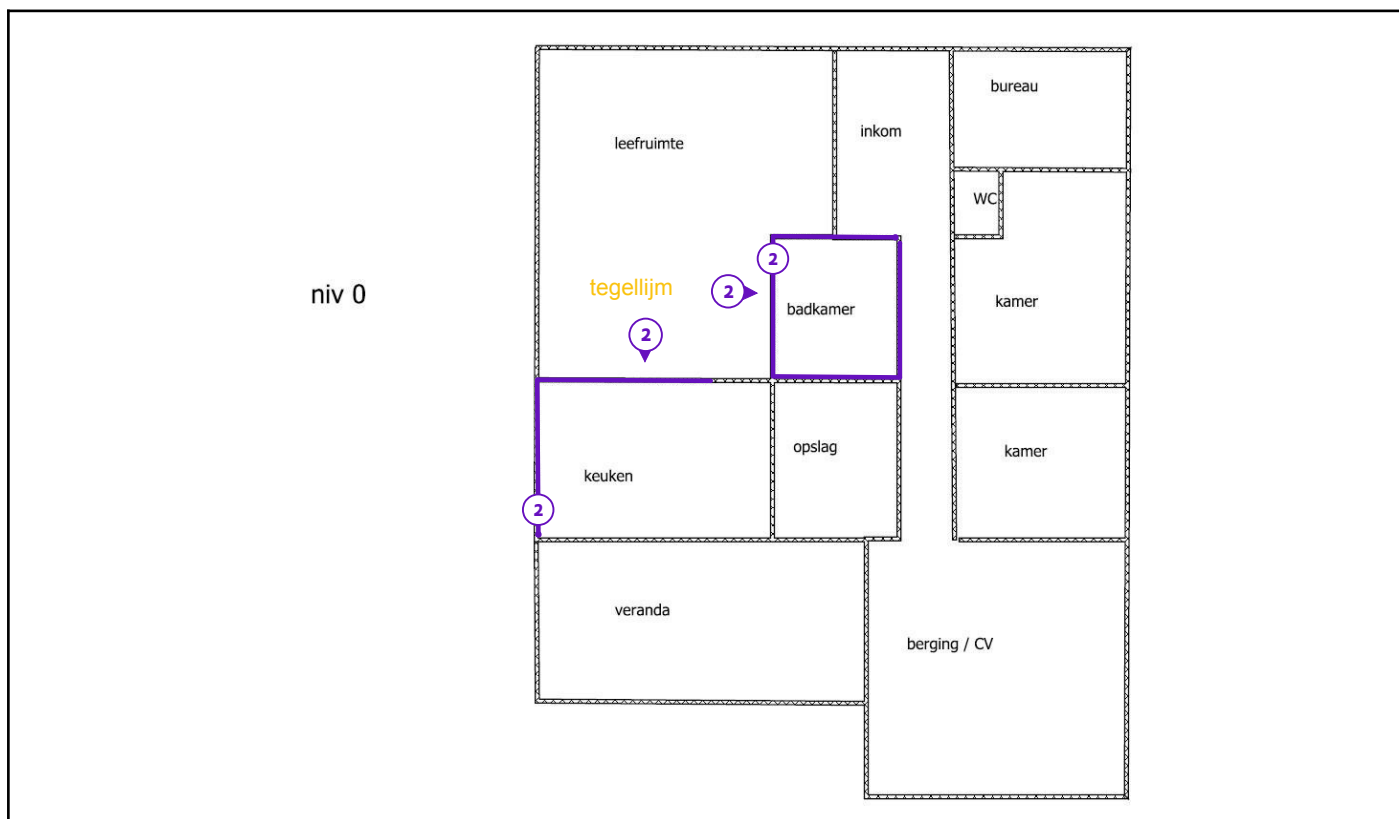 bureau
inkom
leefruimte
WC
2
tegellijm
2
niv 0
kamer
badkamer
2
opslag
kamer
keuken
2
veranda
berging / CV